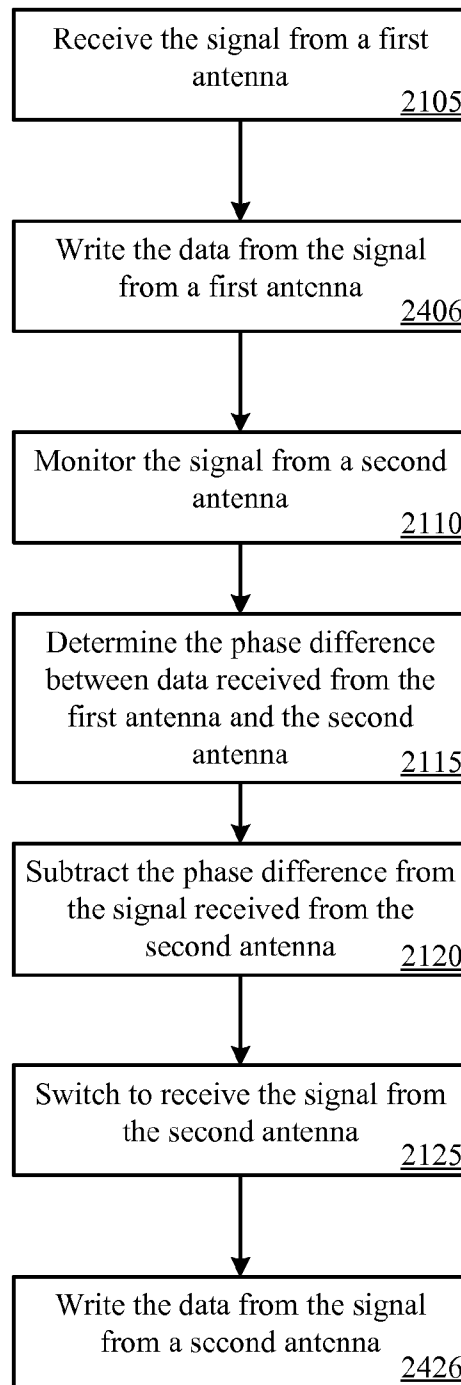 Receive the signal from a first
antenna
2105
Write the data from the signal
from a first antenna
2406
Monitor the signal from a second
antenna
2110
Determine the phase difference
between data received from the
first antenna and the second
antenna
2115
Subtract the phase difference from
the signal received from the
second antenna
2120
Switch to receive the signal from
the second antenna
2125
Write the data from the signal
from a second antenna
2426